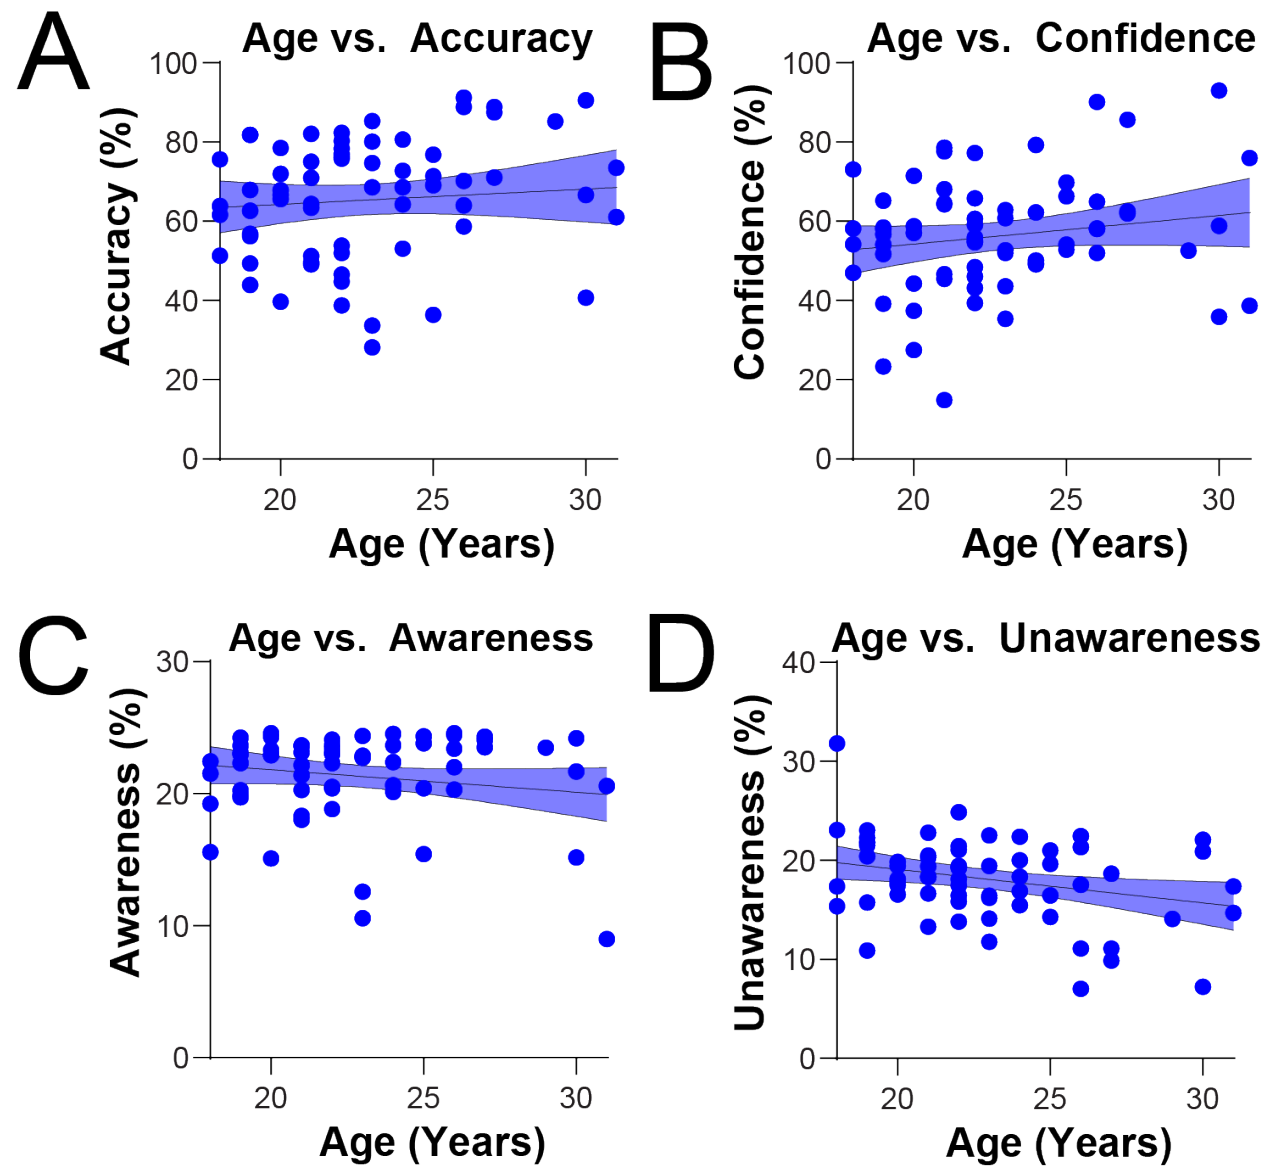 A
Age vs. Accuracy
Accuracy (%)
100
80
60
40
20
0
20 25 30
Age (Years)
B
Age vs. Confidence
Confidence (%)
100
80
60
40
20
0
20 25 30
Age (Years)
C
Age vs. Awareness
Awareness (%)
30
20
10
0
20 25 30
Age (Years)
D
Age vs. Unawareness
Unawareness (%)
40
30
20
10
0
20 25 30
Age (Years)